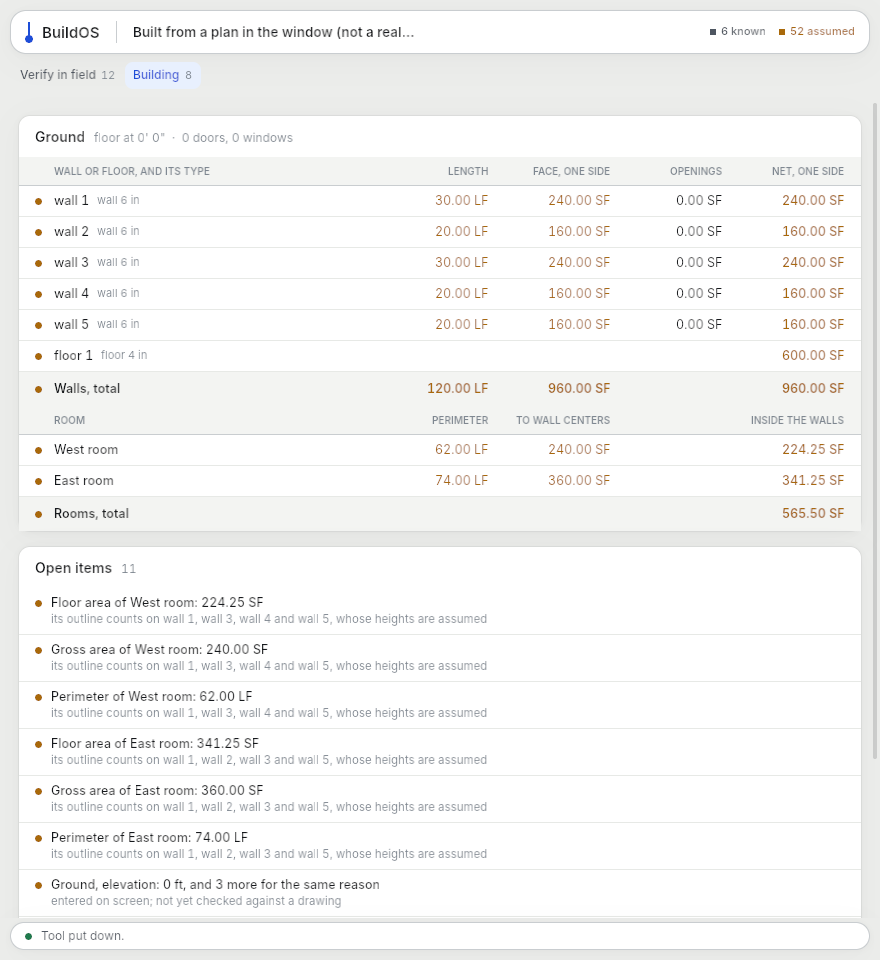 BuildOS
Built from a plan in the window (not a real…
6 known
52 assumed
Verify in field 12
Building 8
Ground floor at 0' 0" · 0 doors, 0 windows
WALL OR FLOOR, AND ITS TYPE LENGTH FACE, ONE SIDE OPENINGS NET, ONE SIDE
wall 1 wall 6 in 30.00 LF 240.00 SF 0.00 SF 240.00 SF
wall 2 wall 6 in 20.00 LF 160.00 SF 0.00 SF 160.00 SF
wall 3 wall 6 in 30.00 LF 240.00 SF 0.00 SF 240.00 SF
wall 4 wall 6 in 20.00 LF 160.00 SF 0.00 SF 160.00 SF
wall 5 wall 6 in 20.00 LF 160.00 SF 0.00 SF 160.00 SF
floor 1 floor 4 in 600.00 SF
Walls, total 120.00 LF 960.00 SF 960.00 SF
ROOM PERIMETER TO WALL CENTERS INSIDE THE WALLS
West room 62.00 LF 240.00 SF 224.25 SF
East room 74.00 LF 360.00 SF 341.25 SF
Rooms, total 565.50 SF
Open items 11
Floor area of West room: 224.25 SF
its outline counts on wall 1, wall 3, wall 4 and wall 5, whose heights are assumed
Gross area of West room: 240.00 SF
its outline counts on wall 1, wall 3, wall 4 and wall 5, whose heights are assumed
Perimeter of West room: 62.00 LF
its outline counts on wall 1, wall 3, wall 4 and wall 5, whose heights are assumed
Floor area of East room: 341.25 SF
its outline counts on wall 1, wall 2, wall 3 and wall 5, whose heights are assumed
Gross area of East room: 360.00 SF
its outline counts on wall 1, wall 2, wall 3 and wall 5, whose heights are assumed
Perimeter of East room: 74.00 LF
its outline counts on wall 1, wall 2, wall 3 and wall 5, whose heights are assumed
Ground, elevation: 0 ft, and 3 more for the same reason
entered on screen; not yet checked against a drawing
Tool put down.